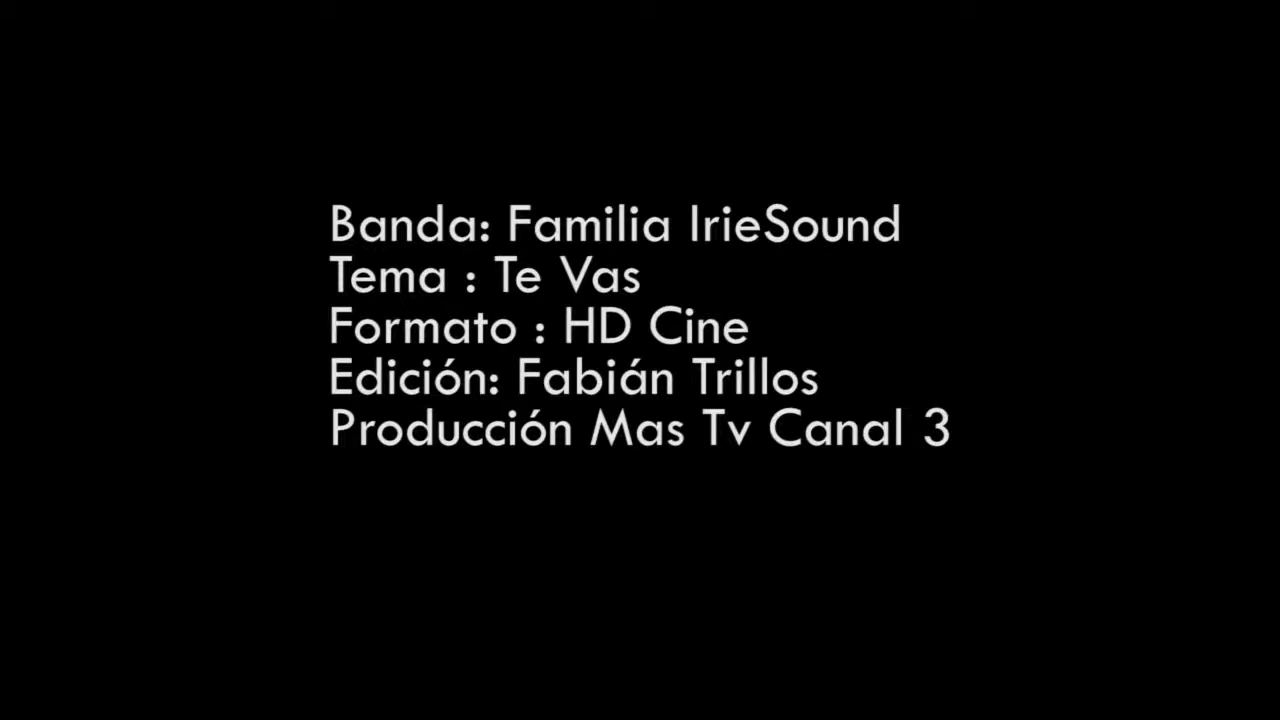 Banda: Familia IrieSound
Tema : Te Vas
Formato : HD Cine
Edición: Fabián Trillos
Producción Mas Tv Canal 3